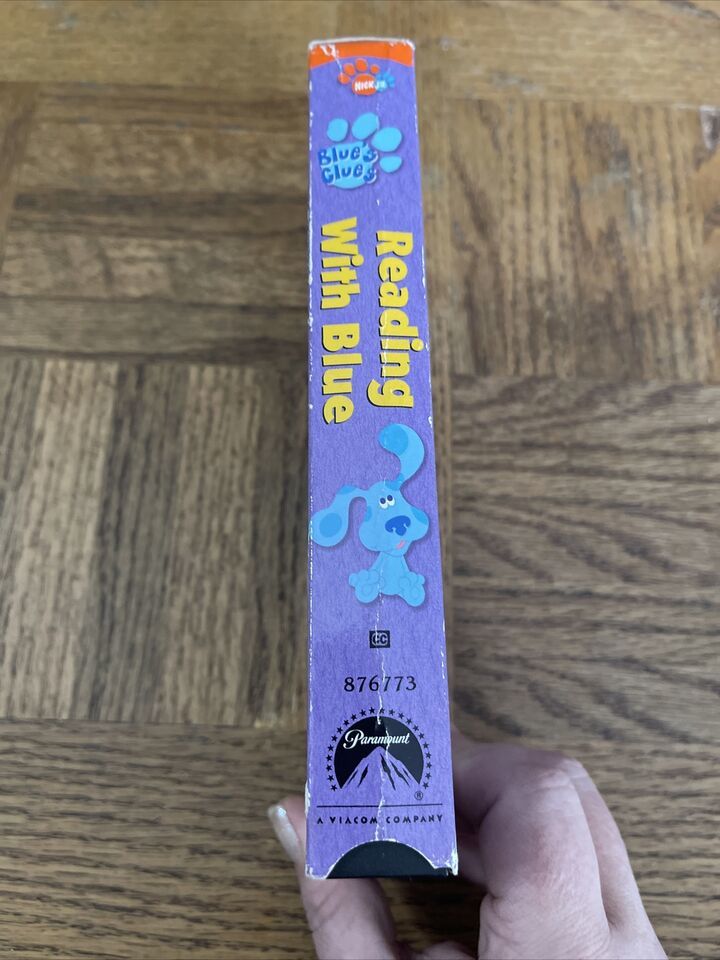 NICK JR.
Blue's
Clues
Reading
With Blue
CC
876773
Paramount
®
A VIACOM COMPANY